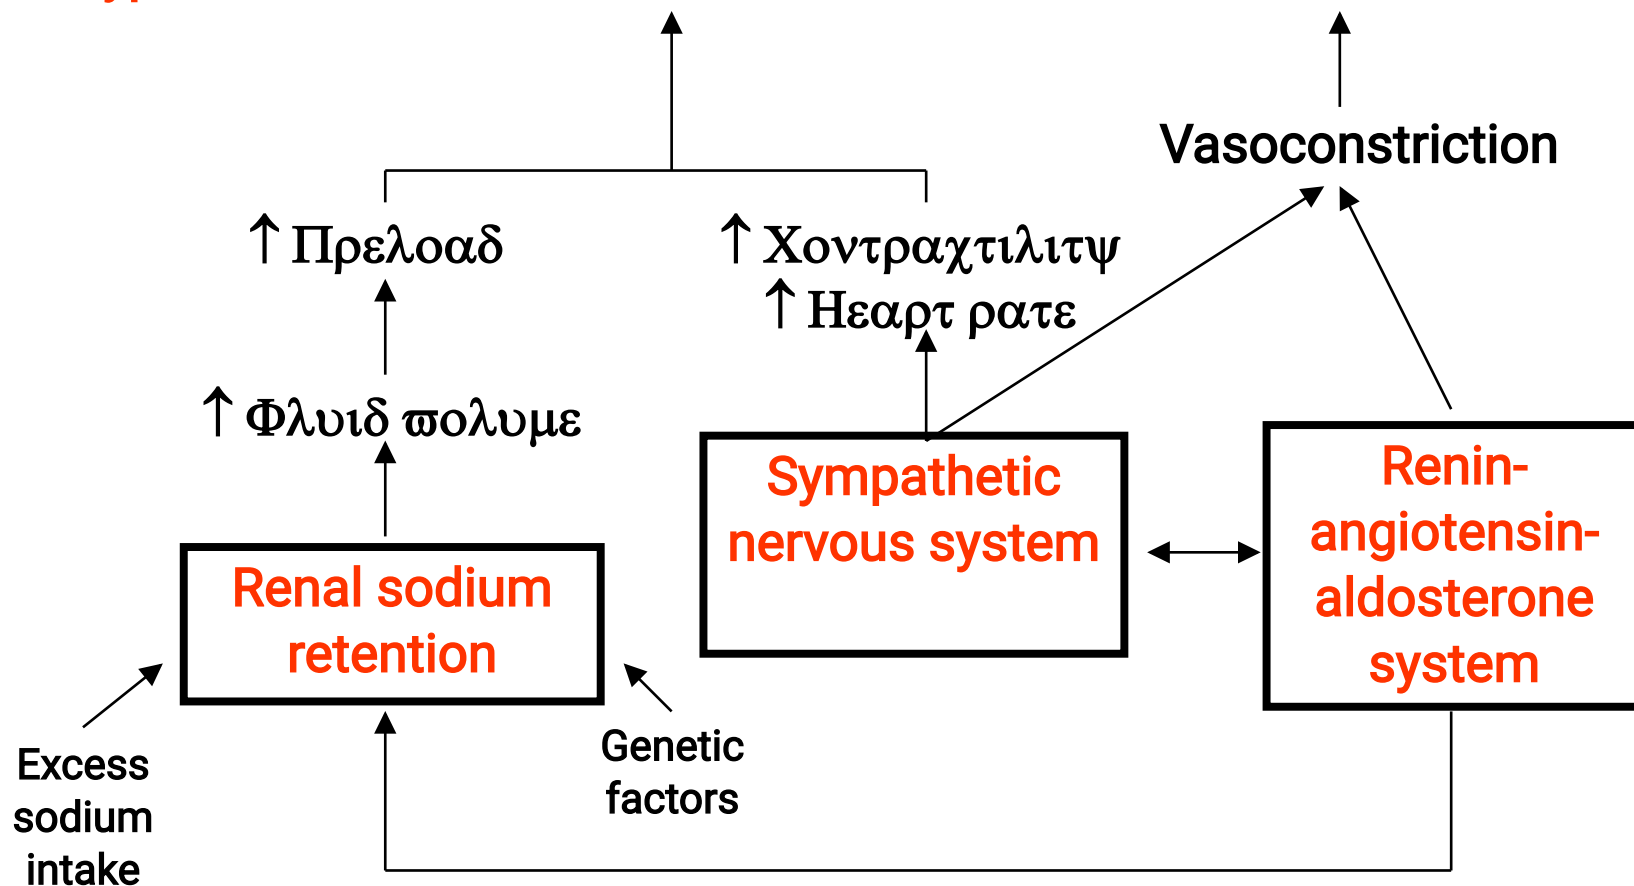 Vasoconstriction
↑ Πρελοαδ
↑ Χοντραχτιλιτψ
↑ Ηεαρτ ρατε
↑ Φλυιδ ϖολυμε
Sympathetic
nervous system
Renin-
angiotensin-
aldosterone
system
Renal sodium
retention
Excess
sodium
intake
Genetic
factors